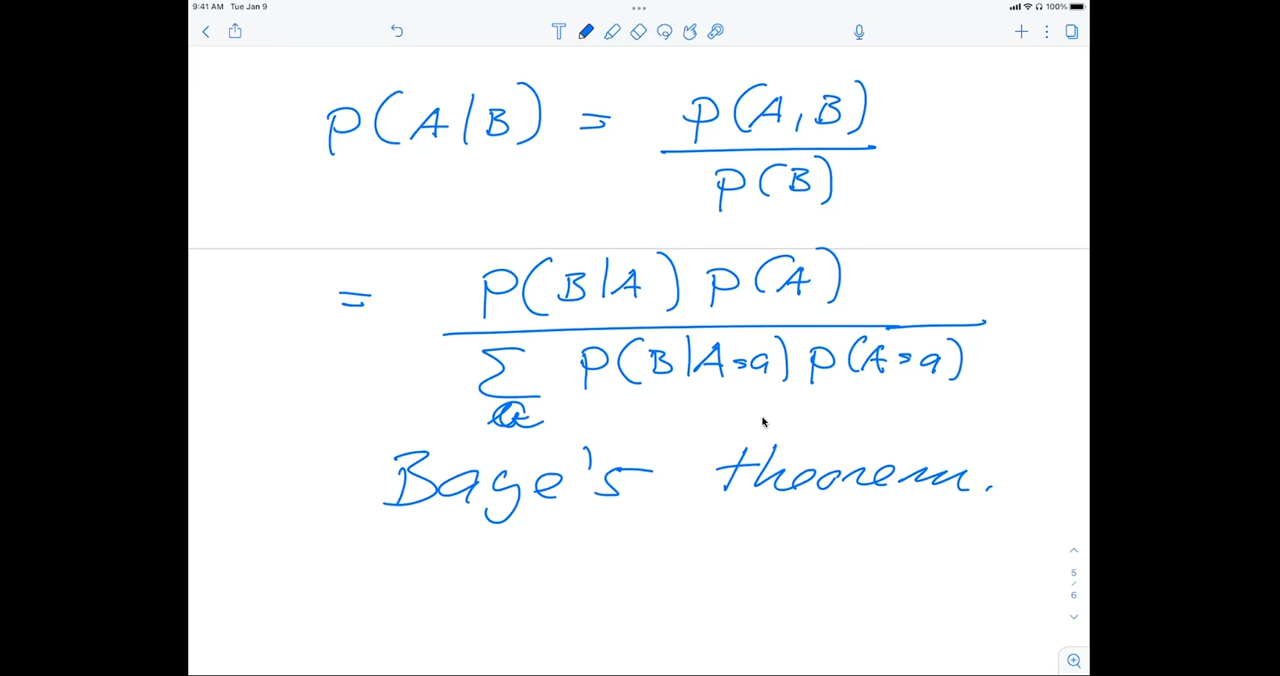 9:41 AM Tue Jan 9
100%
P(A|B) = P(A,B)
P(B)
= P(B|A) P(A)
∑ P(B|A=a) P(A=a)
a
Baye's theorem.
5
6